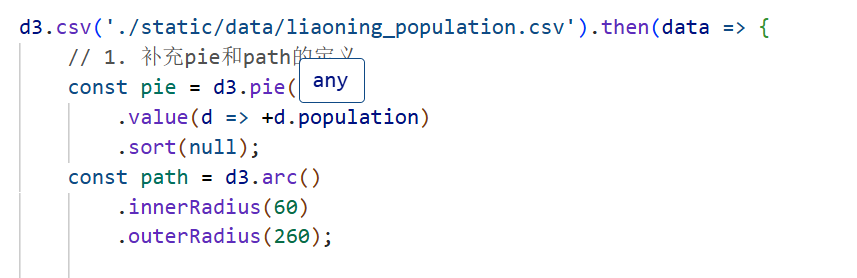 d3.csv('./static/data/liaoning_population.csv').then(data => {
// 1. 补充pie和path的定义
const pie = d3.pie(
any
.value(d => +d.population)
.sort(null);
const path = d3.arc()
.innerRadius(60)
.outerRadius(260);